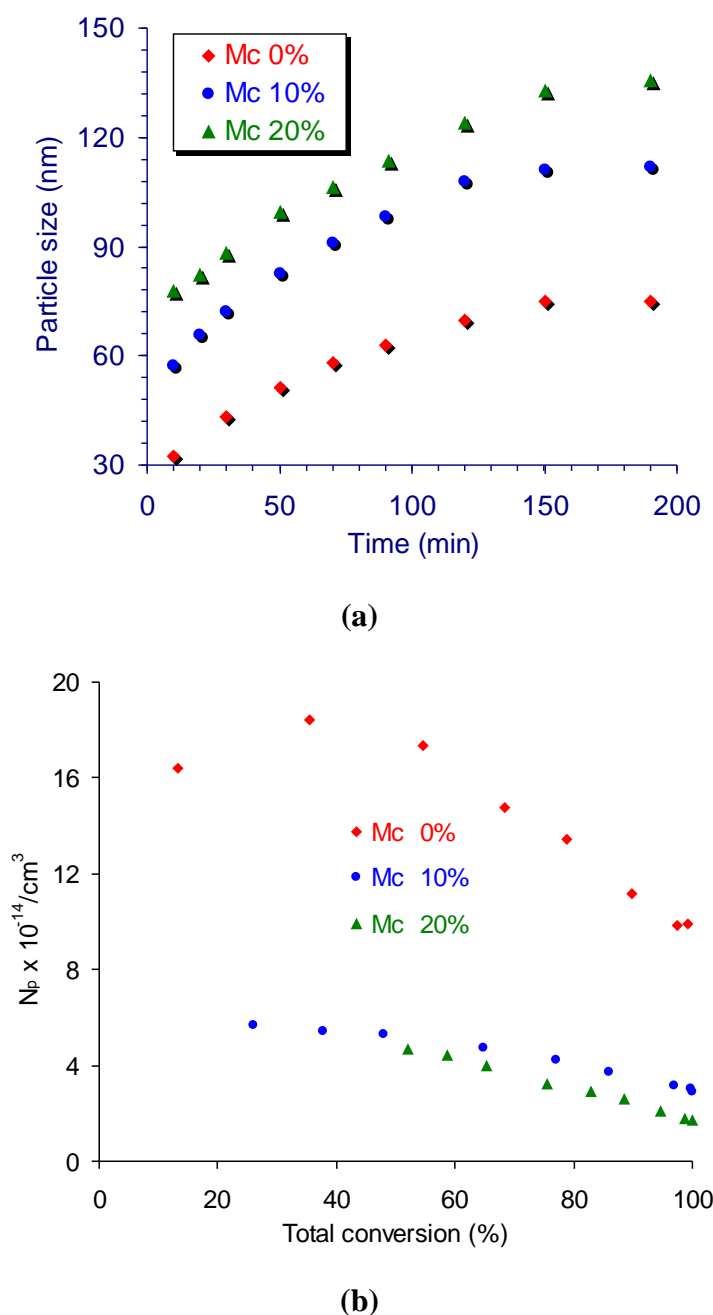 150
120
90
60
30
Particle size (nm)
Mc 0%
Mc 10%
Mc 20%
0 50 100 150 200
Time (min)
(a)
20
16
12
8
4
0
Np x 10⁻¹⁴/cm³
Mc 0%
Mc 10%
Mc 20%
0 20 40 60 80 100
Total conversion (%)
(b)